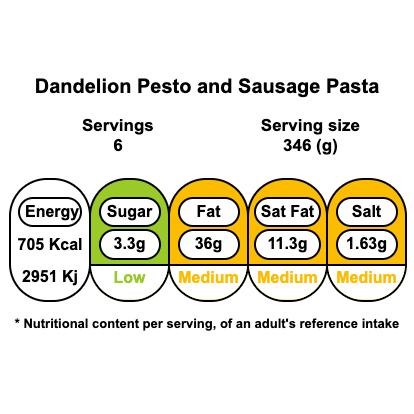 Dandelion Pesto and Sausage Pasta
Servings Serving size
6 346 (g)
Energy Sugar Fat Sat Fat Salt
705 Kcal 3.3g 36g 11.3g 1.63g
2951 Kj Low Medium Medium Medium
* Nutritional content per serving, of an adult's reference intake